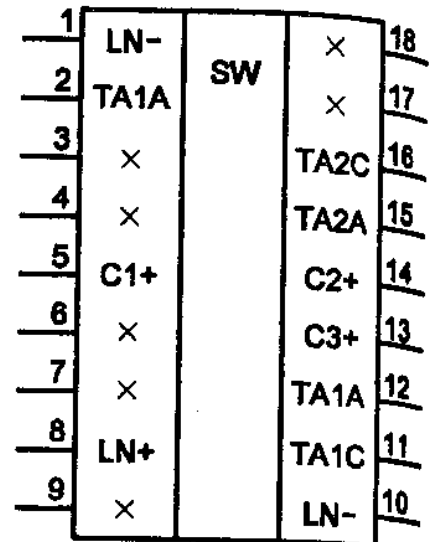 1 LN- SW × 18
2 TA1A × 17
3 × TA2C 16
4 × TA2A 15
5 C1+ C2+ 14
6 × C3+ 13
7 × TA1A 12
8 LN+ TA1C 11
9 × LN- 10